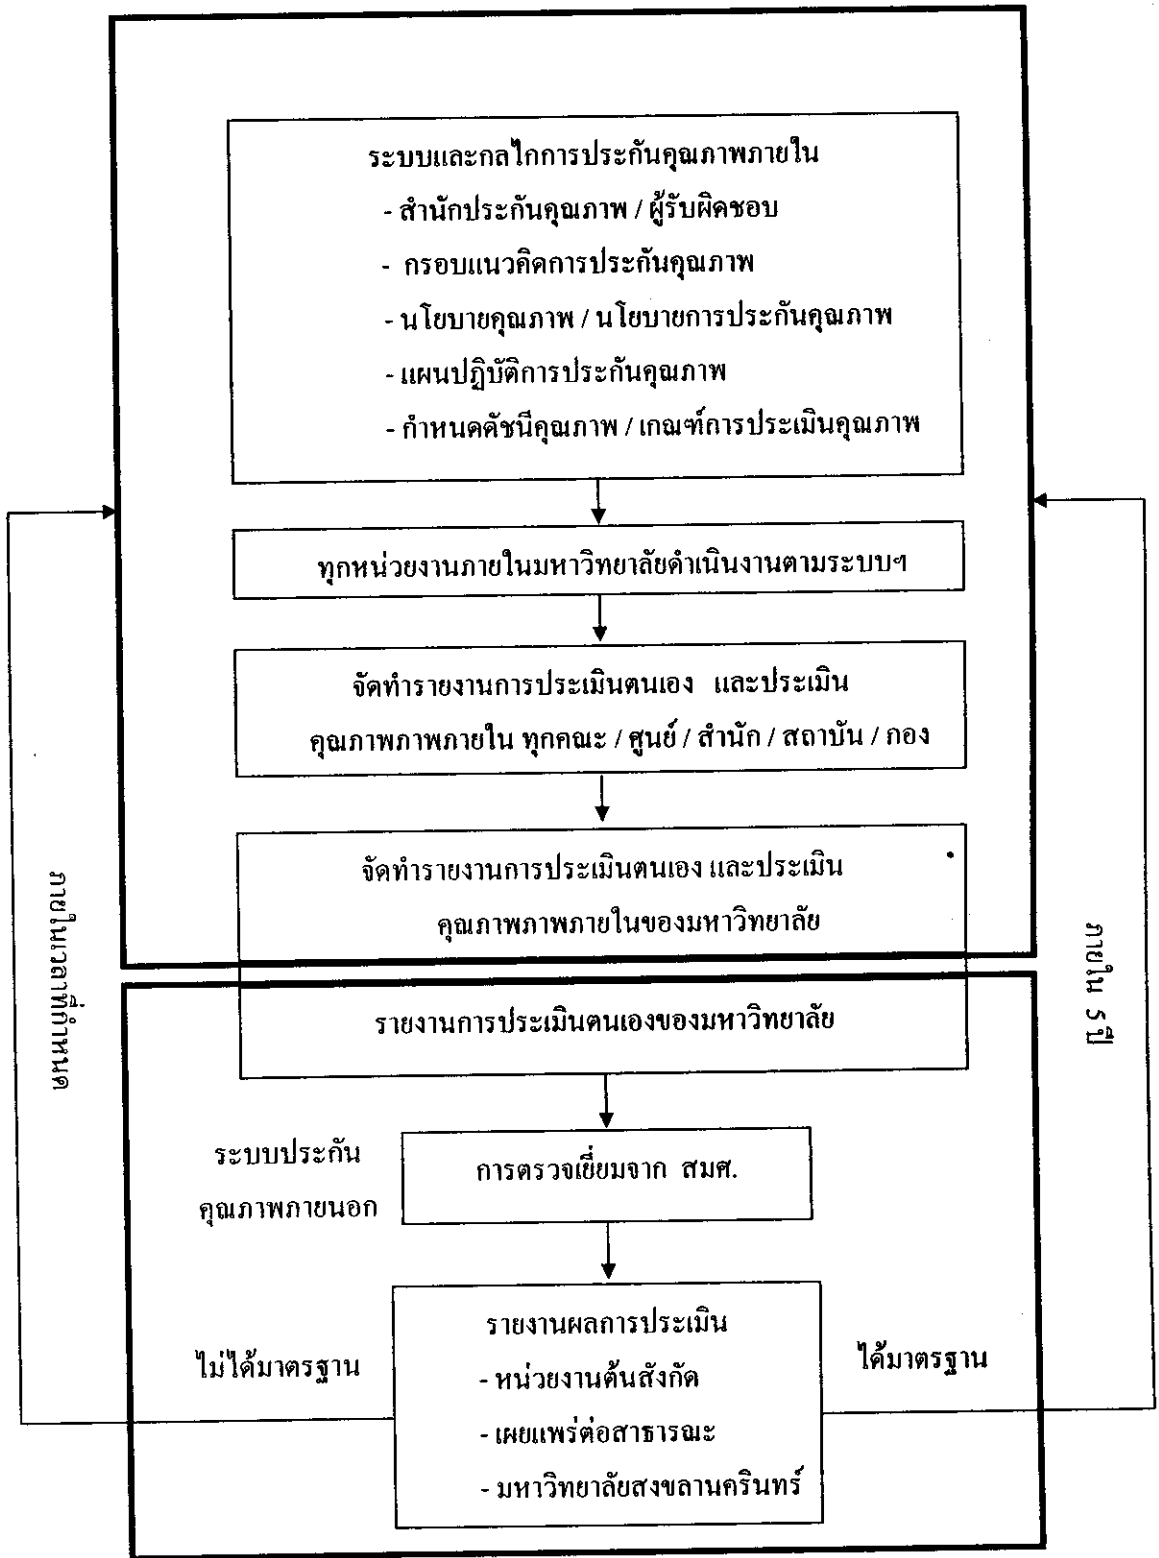 ระบบและกลไกการประกันคุณภาพภายใน
- สำนักประกันคุณภาพ / ผู้รับผิดชอบ
- กรอบแนวคิดการประกันคุณภาพ
- นโยบายคุณภาพ / นโยบายการประกันคุณภาพ
- แผนปฏิบัติการประกันคุณภาพ
- กำหนดดัชนีคุณภาพ / เกณฑ์การประเมินคุณภาพ
ทุกหน่วยงานภายในมหาวิทยาลัยดำเนินงานตามระบบฯ
จัดทำรายงานการประเมินตนเอง และประเมิน
คุณภาพภาพภายใน ทุกคณะ / ศูนย์ / สำนัก / สถาบัน / กอง
จัดทำรายงานการประเมินตนเอง และประเมิน
คุณภาพภาพภายในของมหาวิทยาลัย
ภายในเวลาที่กำหนด
ภายใน 5 ปี
รายงานการประเมินตนเองของมหาวิทยาลัย
ระบบประกัน
คุณภาพภายนอก
การตรวจเยี่ยมจาก สมศ.
รายงานผลการประเมิน
- หน่วยงานต้นสังกัด
- เผยแพร่ต่อสาธารณะ
- มหาวิทยาลัยสงขลานครินทร์
ไม่ได้มาตรฐาน
ได้มาตรฐาน